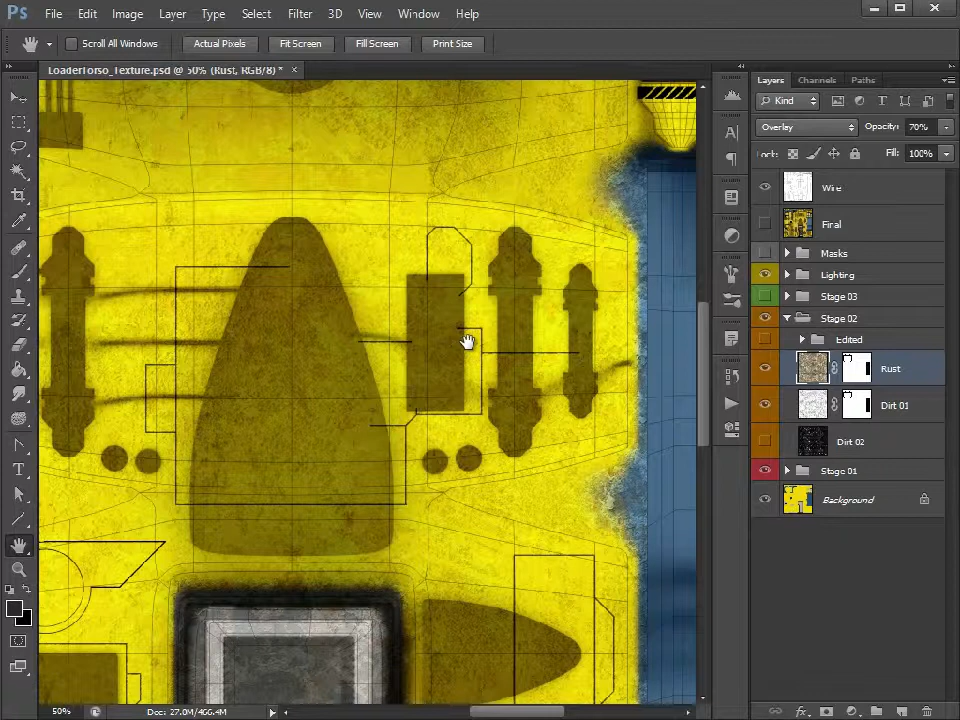 Ps File Edit Image Layer Type Select Filter 3D View Window Help
Scroll All Windows Actual Pixels Fit Screen Fill Screen Print Size
LoaderTorso_Texture.psd @ 50% (Rust, RGB/8) * ×
Layers Channels Paths
Kind
Overlay Opacity: 70%
Lock: Fill: 100%
Wire
Final
Masks
Lighting
Stage 03
Stage 02
Edited
Rust
Dirt 01
Dirt 02
Stage 01
Background
50% Doc: 27.0M/466.4M